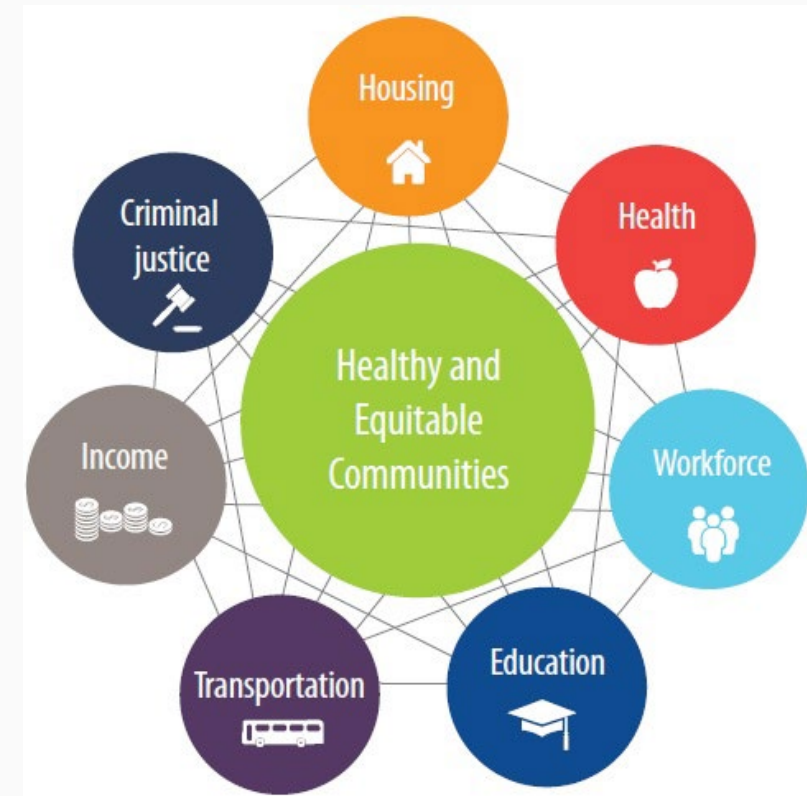 Housing
Health
Criminal
justice
Healthy and
Equitable
Communities
Income
Workforce
Transportation
Education